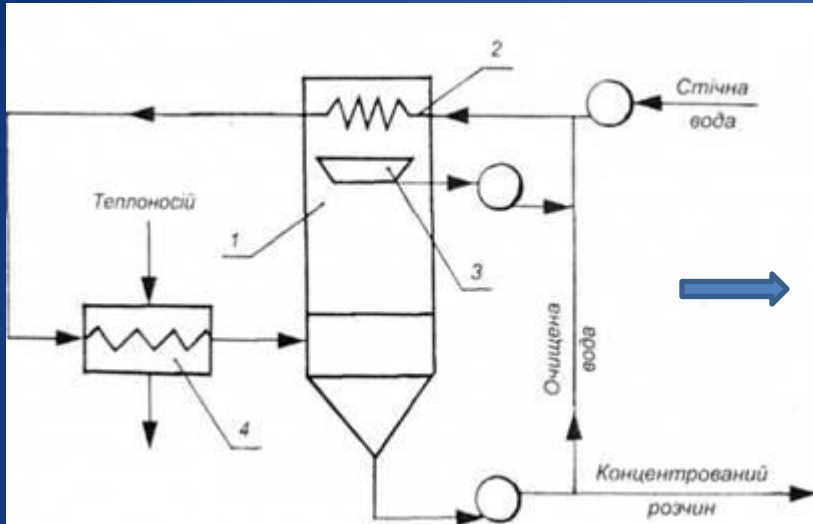 2
Стічна
вода
Теплоносій
1
3
Очищена
вода
4
Концентрований
розчин